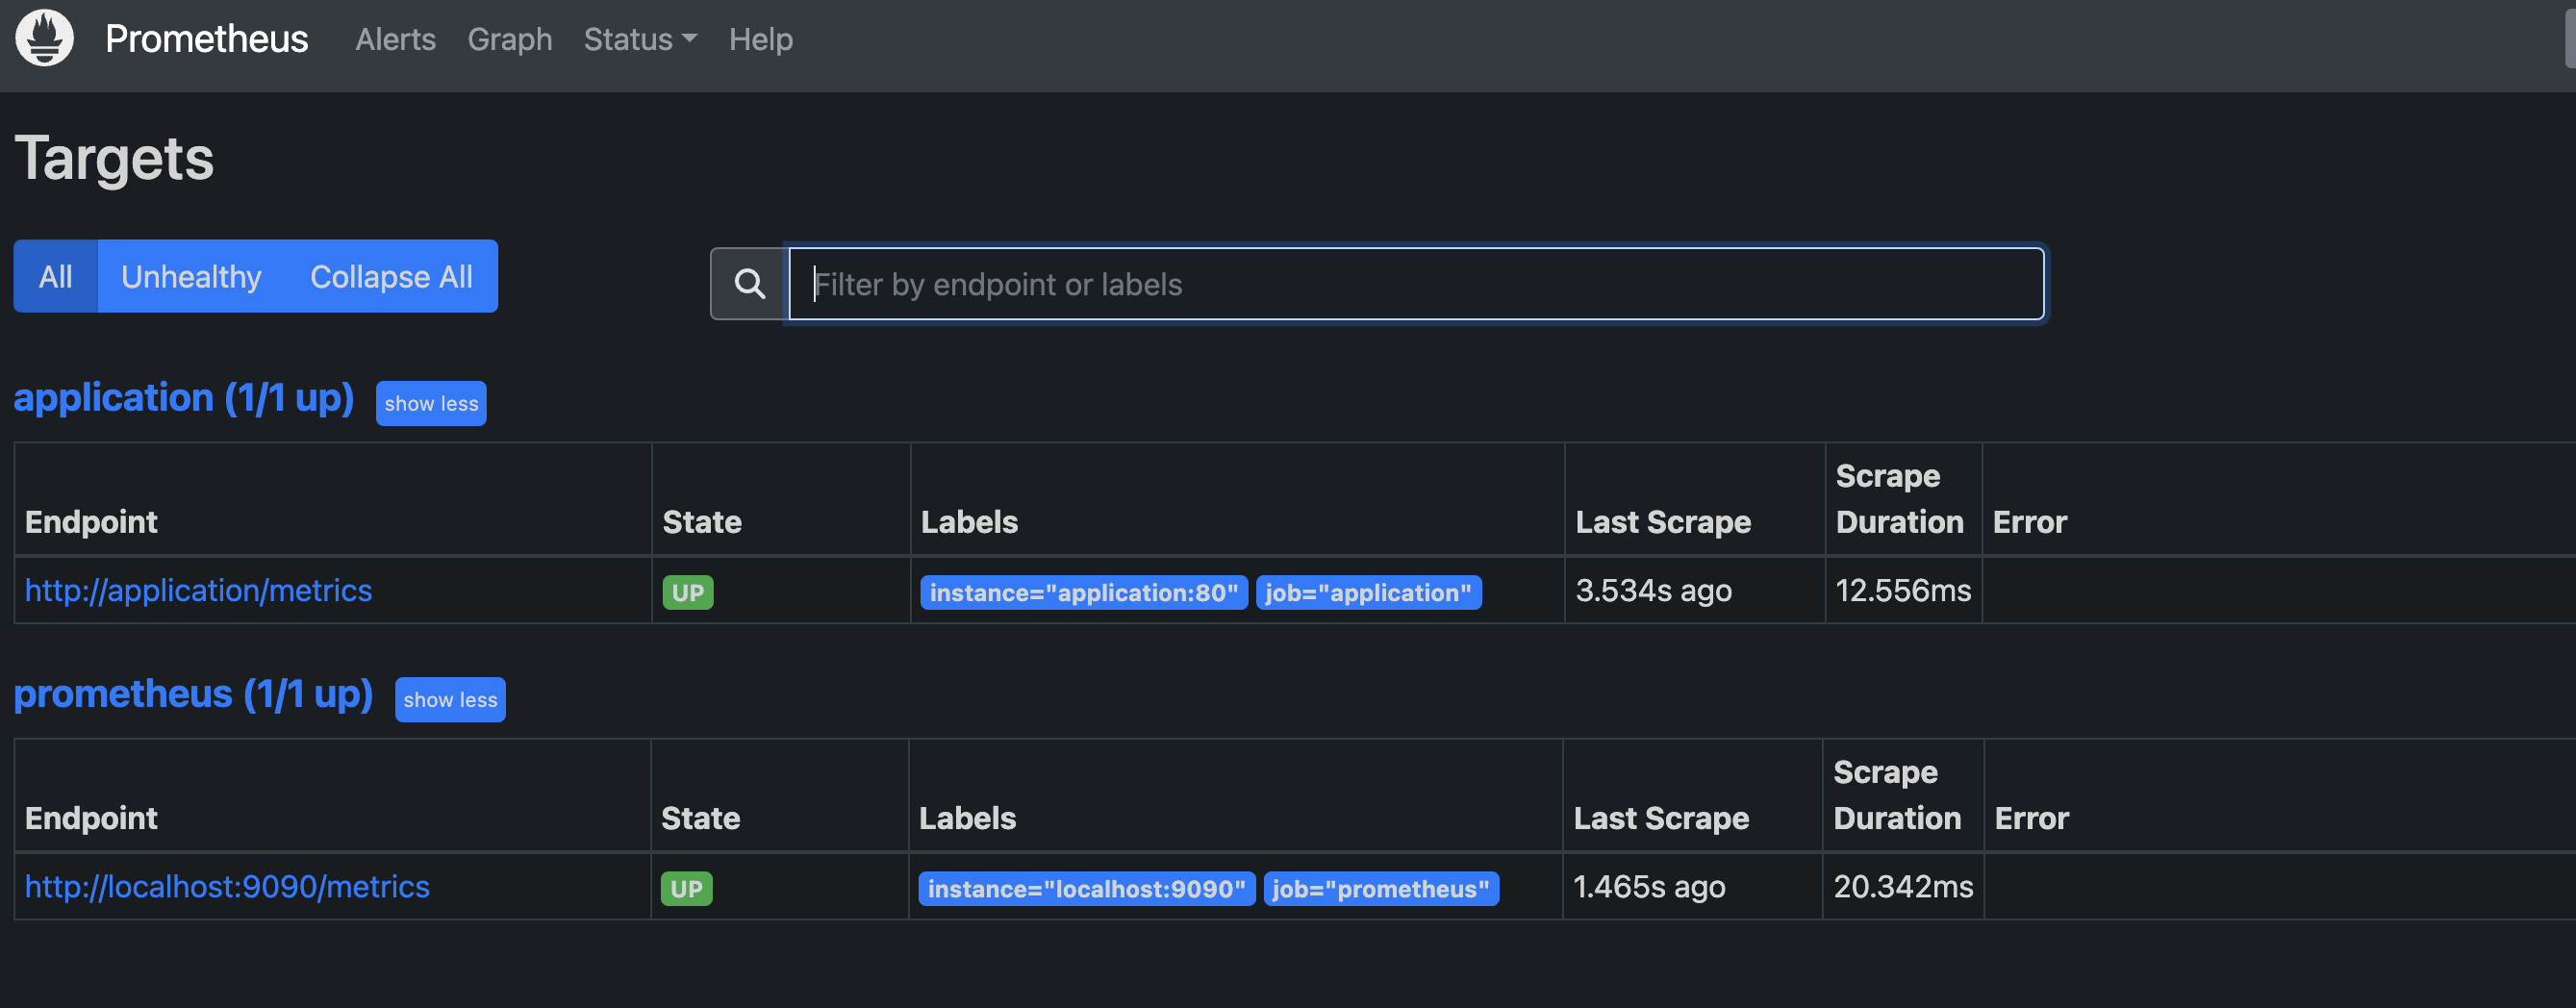 Prometheus Alerts Graph Status Help
Targets
All Unhealthy Collapse All
Filter by endpoint or labels
application (1/1 up) show less
Endpoint State Labels Last Scrape Scrape Duration Error
http://application/metrics UP instance="application:80" job="application" 3.534s ago 12.556ms
prometheus (1/1 up) show less
Endpoint State Labels Last Scrape Scrape Duration Error
http://localhost:9090/metrics UP instance="localhost:9090" job="prometheus" 1.465s ago 20.342ms